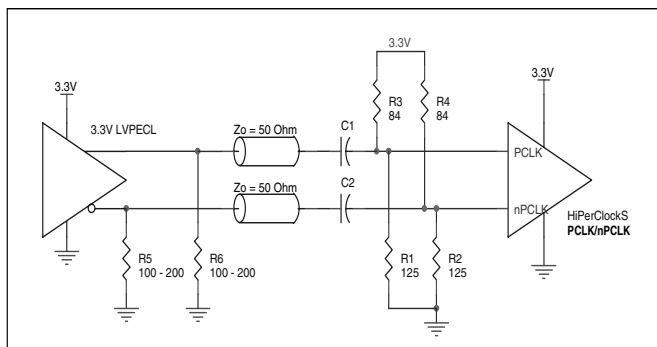 3.3V
3.3V
3.3V
R3
84
R4
84
3.3V LVPECL
Zo = 50 Ohm
C1
PCLK
Zo = 50 Ohm
C2
nPCLK
HiPerClockS
PCLK/nPCLK
R5
100 - 200
R6
100 - 200
R1
125
R2
125